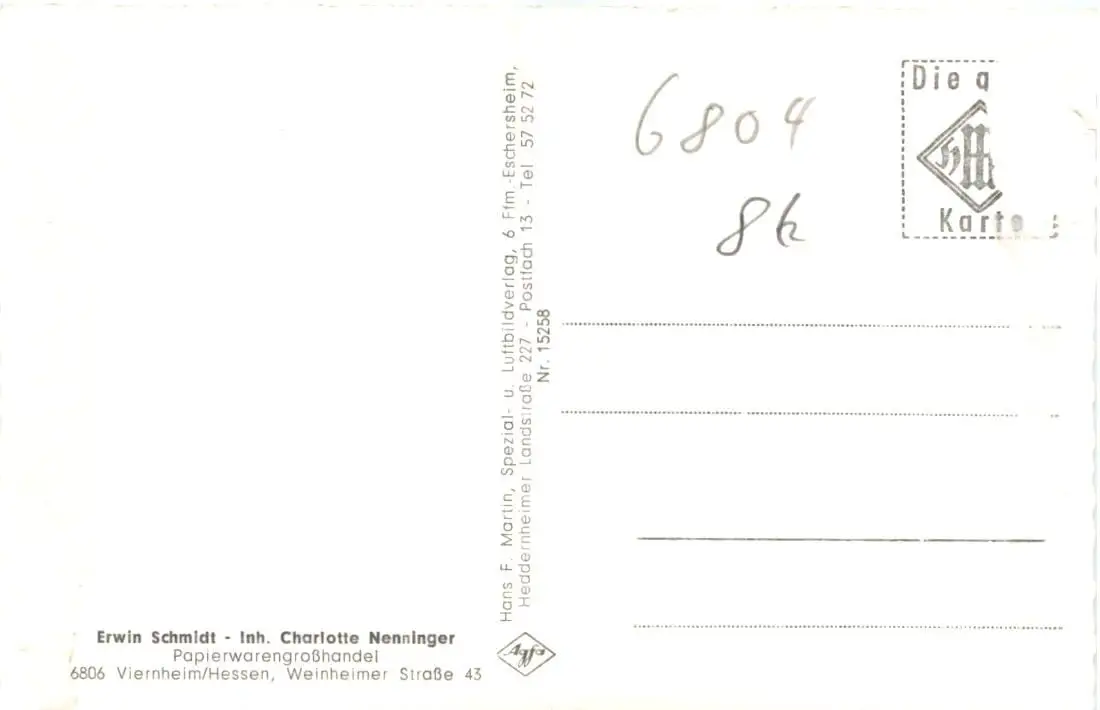 6804
Die
Karte
Hans F. Martin, Spezial- u. Luftbildverlag, 6 Ffm.-Eschersheim,
Heddernheimer Landstraße 227 - Postfach 13 - Tel 57 52 72
Nr. 15258
Erwin Schmidt - Inh. Charlotte Nenninger
Papierwarengroßhandel
6806 Viernheim/Hessen, Weinheimer Straße 43
Agfa